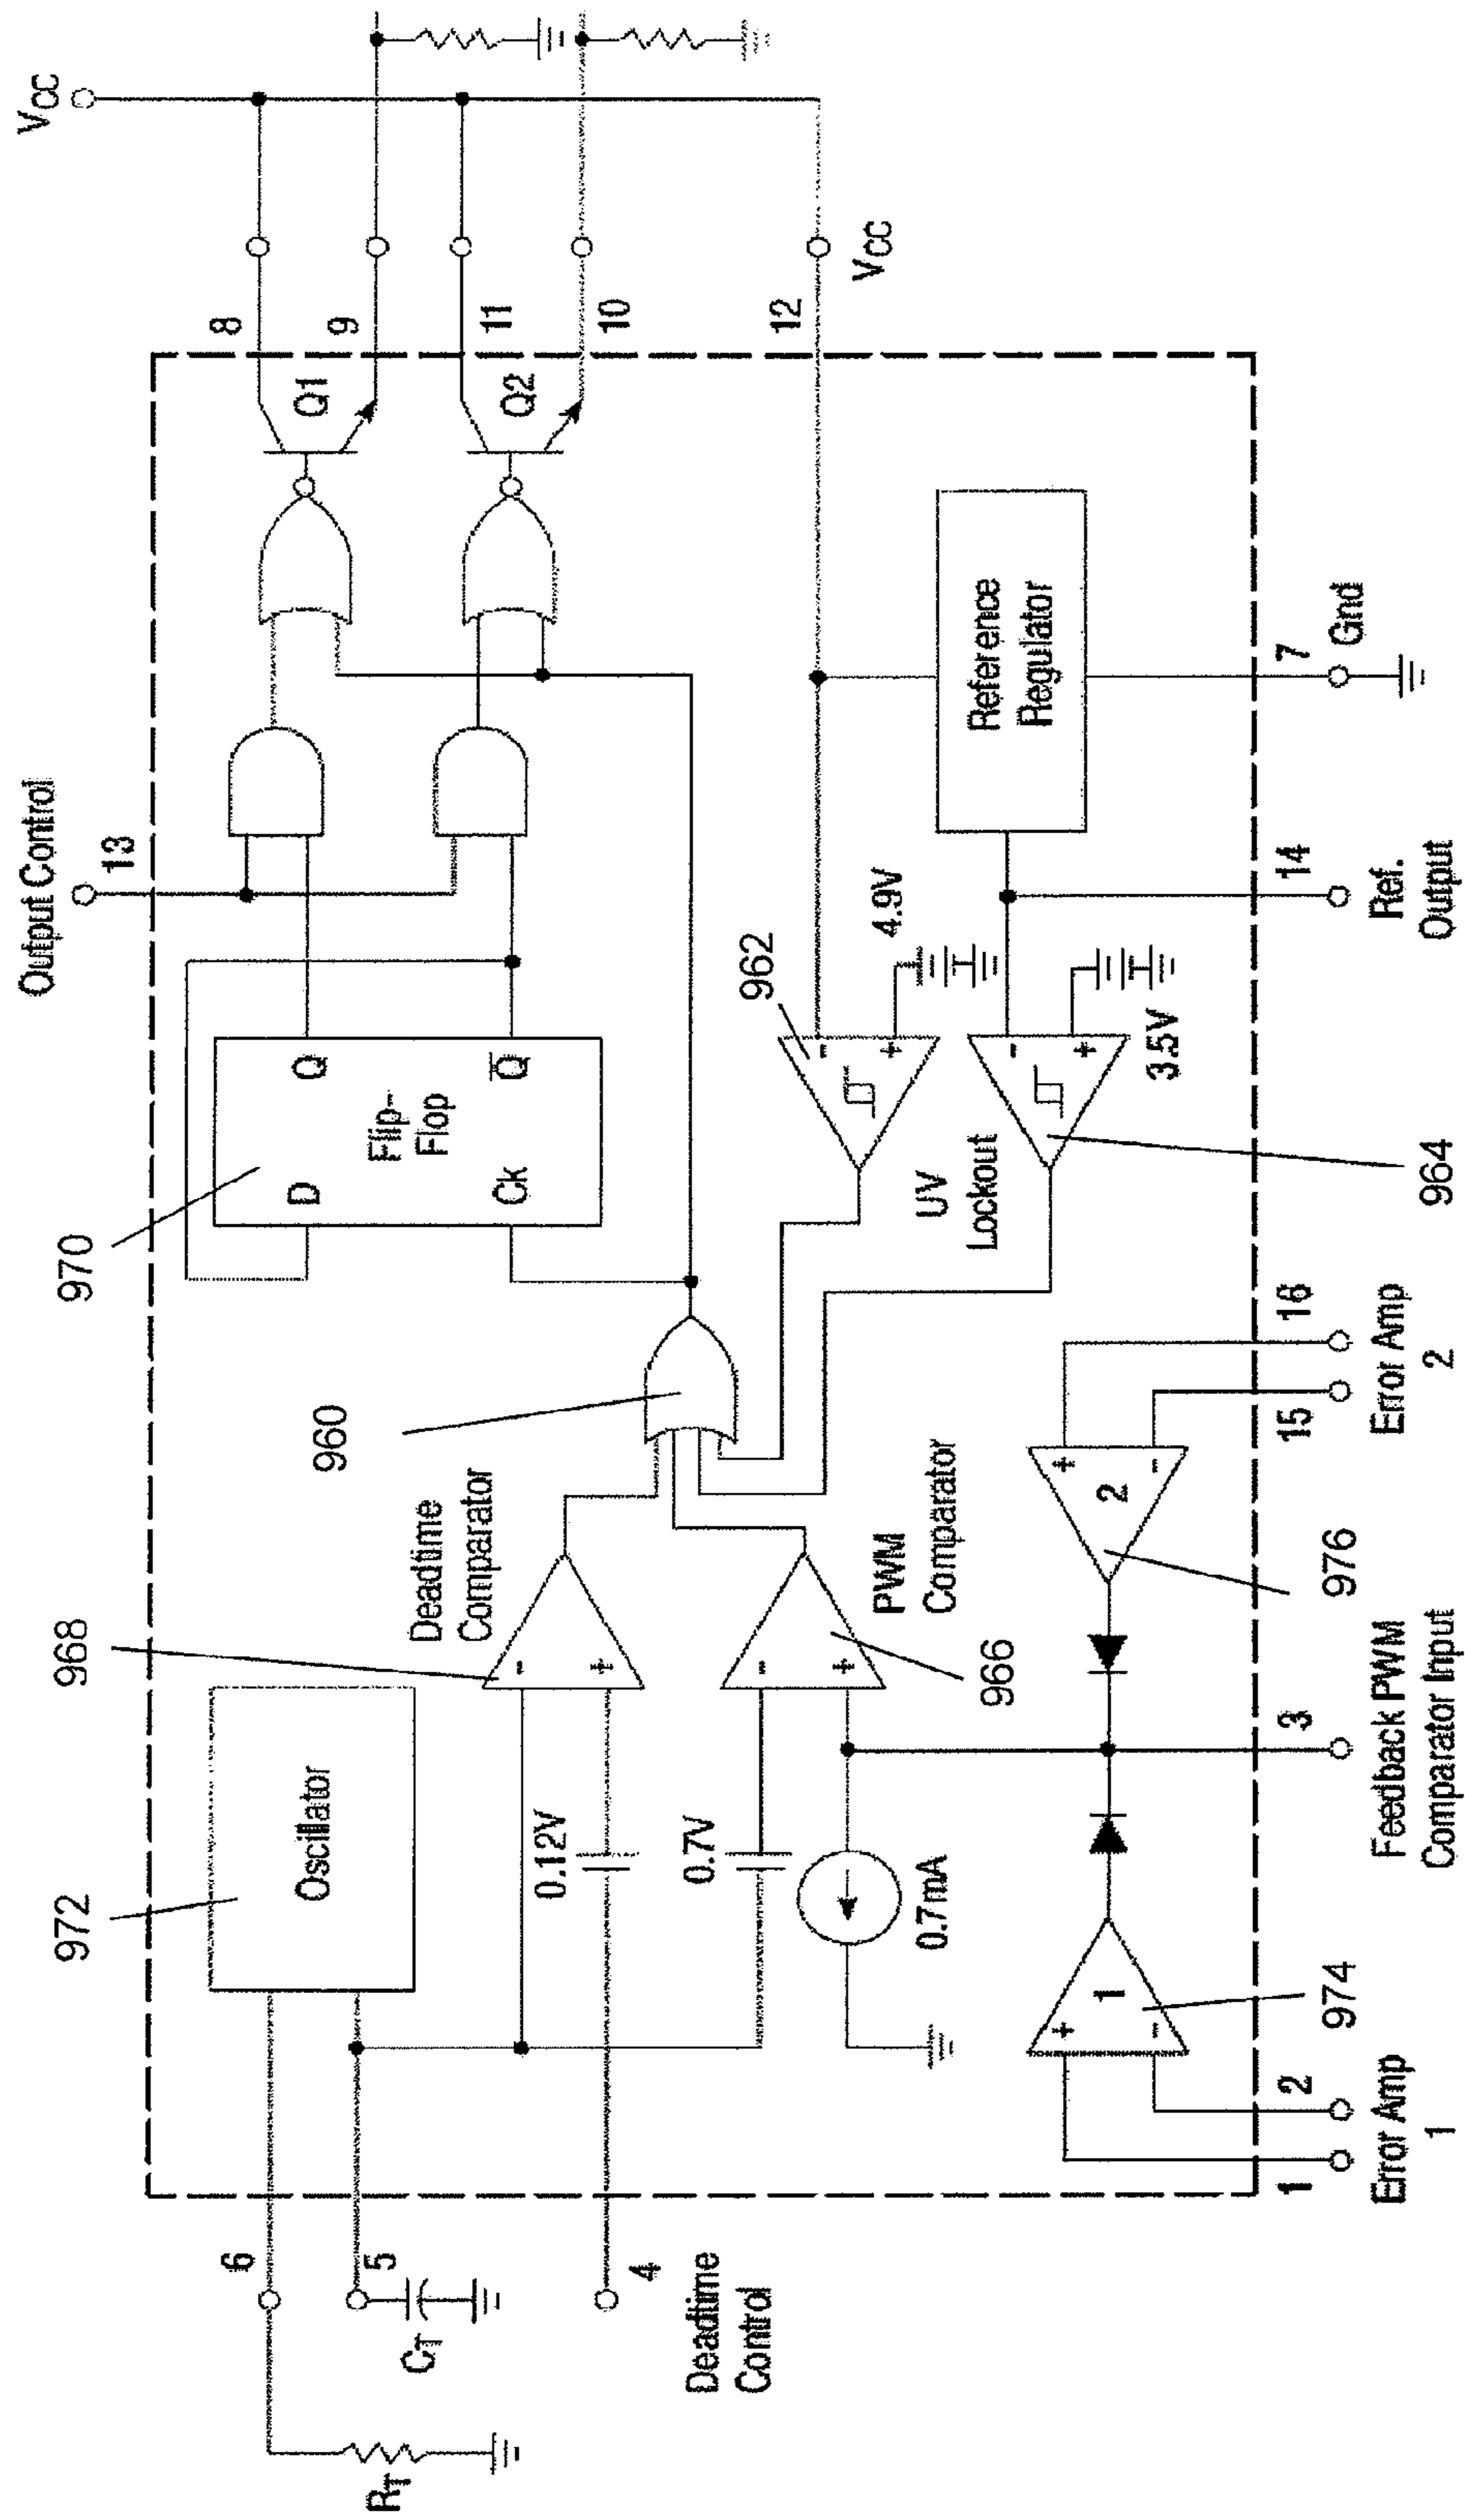 6
RT
5
CT
4
Deadtime
Control
972
Oscillator
0.12V
0.7V
0.7mA
968
Deadtime
Comparator
-
+
PWM
Comparator
-
+
966
960
970
Flip-
Flop
D
Q
Ck
Q
Output Control
13
Q1
Q2
8
9
11
10
12
VCC
VCC
962
-
+
4.9V
UV
Lockout
-
+
3.5V
964
Reference
Regulator
1
+
-
974
2
+
-
976
1
2
Error Amp
1
3
Feedback PWM
Comparator Input
15
16
Error Amp
2
14
Ref.
Output
7
Gnd